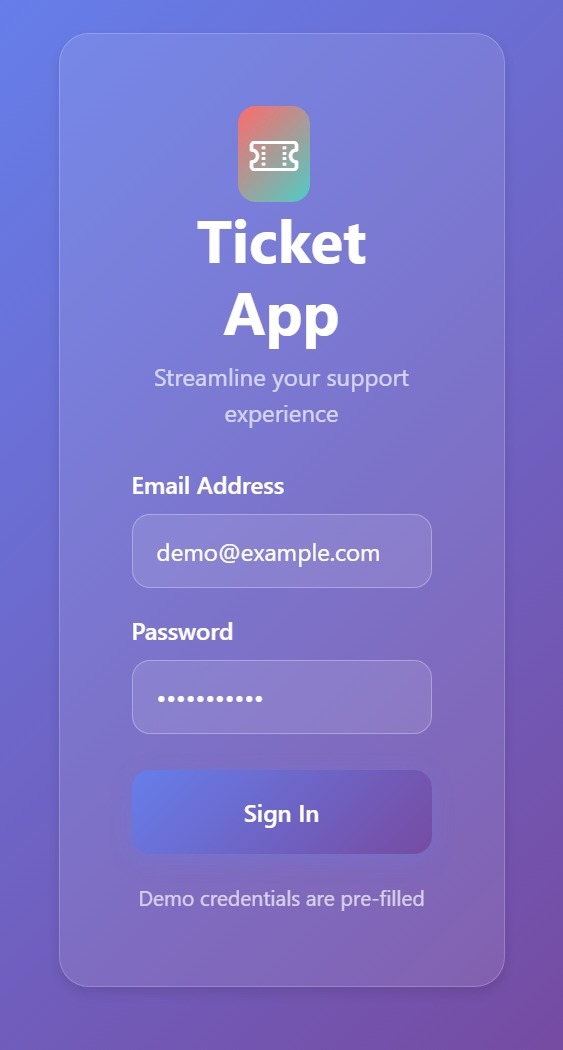 Ticket
App
Streamline your support
experience
Email Address
demo@example.com
Password
•••••••••••
Sign In
Demo credentials are pre-filled